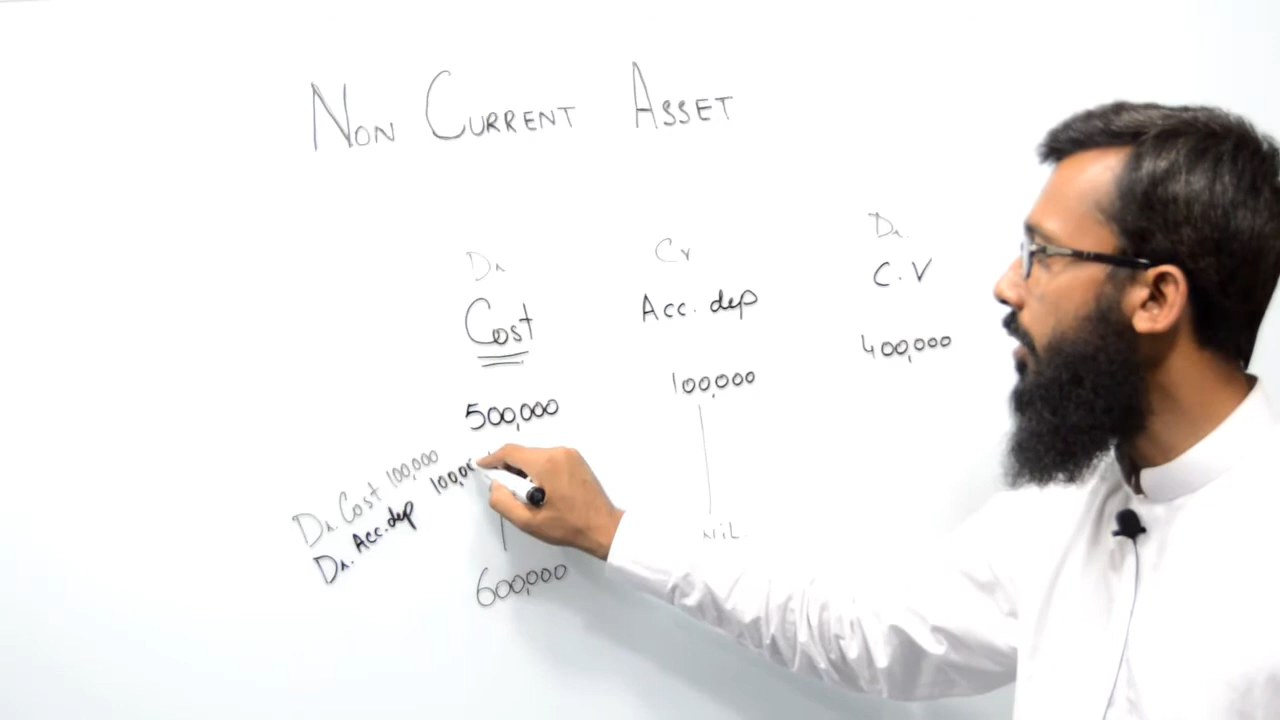 NON CURRENT ASSET
Dr Cr Dr.
Cost Acc. dep C.V
500,000 100,000 400,000
Dr. Cost 100,000
Dr. Acc. dep 100,00
600,000 NIL